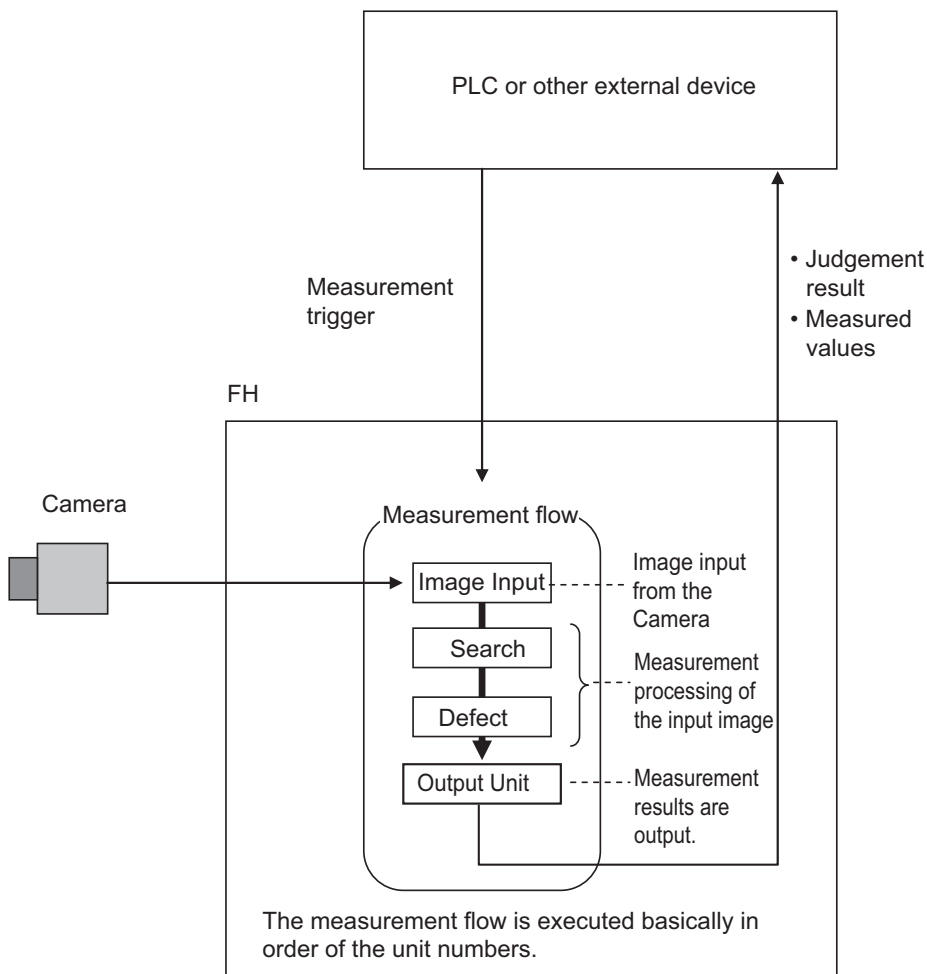 PLC or other external device
Measurement
trigger
• Judgement
result
• Measured
values
FH
Camera
Measurement flow
Image Input
Image input
from the
Camera
Search
Defect
Measurement
processing of
the input image
Output Unit
Measurement
results are
output.
The measurement flow is executed basically in
order of the unit numbers.